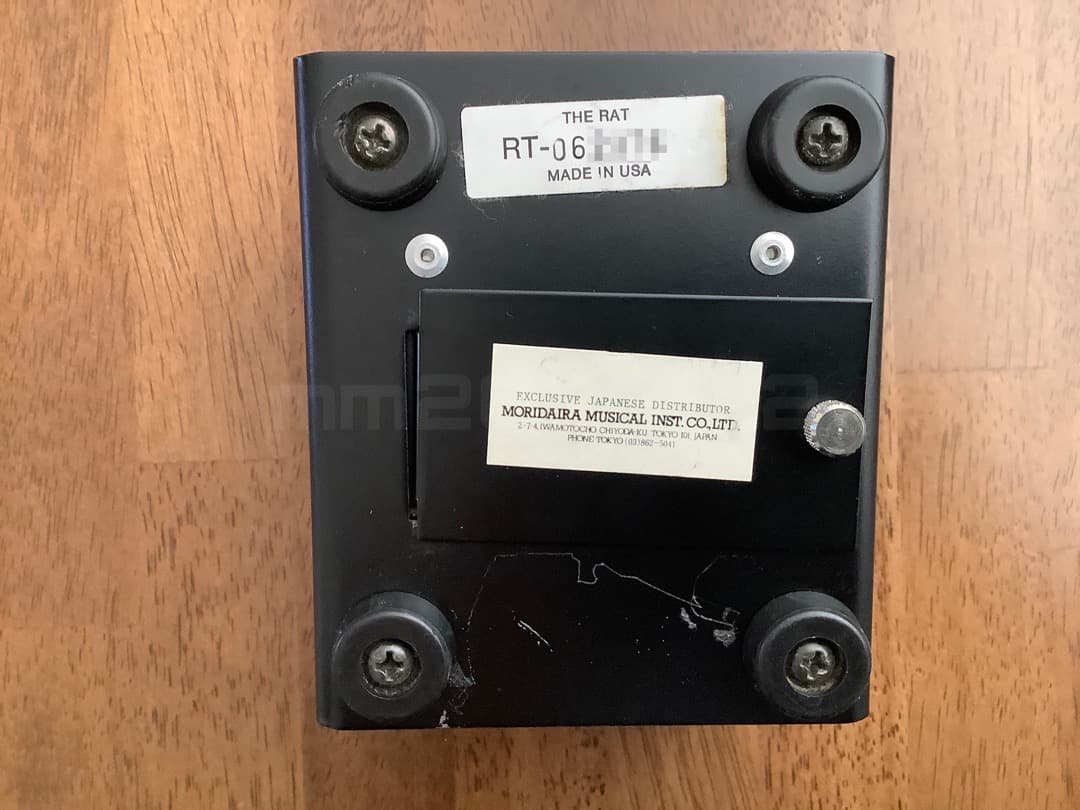 THE RAT
RT-06
MADE IN USA
EXCLUSIVE JAPANESE DISTRIBUTOR
MORIDAIRA MUSICAL INST. CO., LTD.
2-7-4, IWAMOTOCHO, CHIYODA-KU, TOKYO 101, JAPAN
PHONE TOKYO (03)862-5041